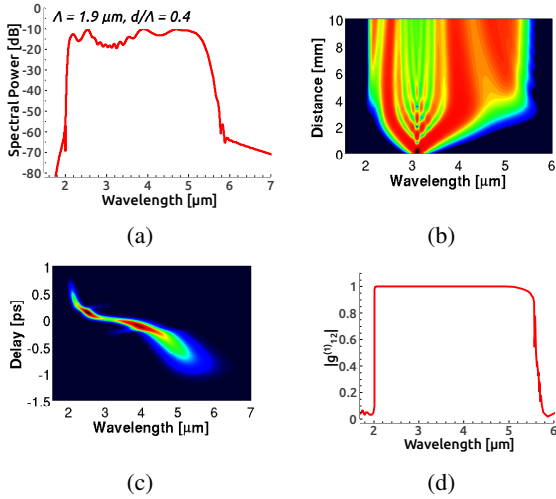 Λ = 1.9 μm, d/Λ = 0.4
Spectral Power [dB]
0
-10
-20
-30
-40
-50
-60
-70
-80
2 3 4 5 6 7
Wavelength [μm]
(a)
Distance [mm]
10
8
6
4
2
0
2 3 4 5 6
Wavelength [μm]
(b)
Delay [ps]
1
0.5
0
-0.5
-1
-1.5
2 3 4 5 6 7
Wavelength [μm]
(c)
|g⁽¹⁾₁₂|
1
0.8
0.6
0.4
0.2
0
2 3 4 5 6
Wavelength [μm]
(d)